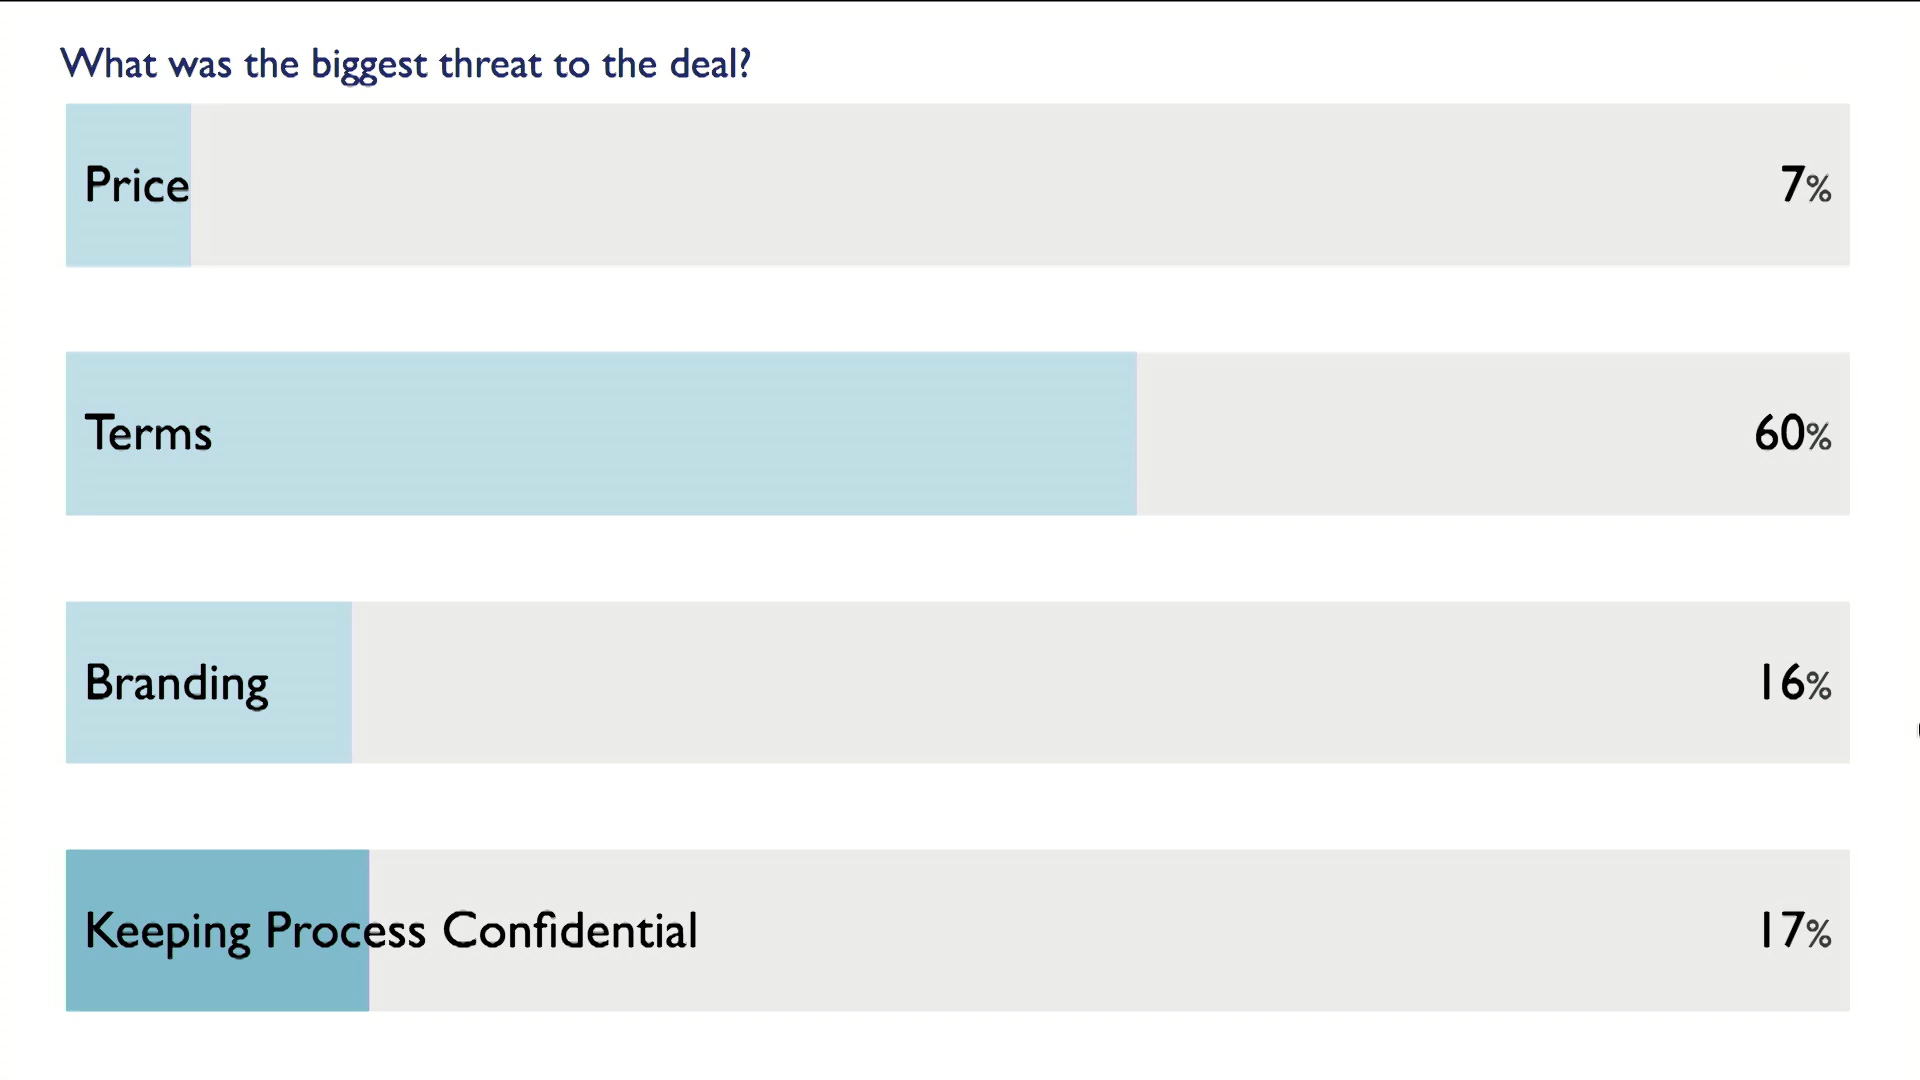 What was the biggest threat to the deal?
Price 7%
Terms 60%
Branding 16%
Keeping Process Confidential 17%